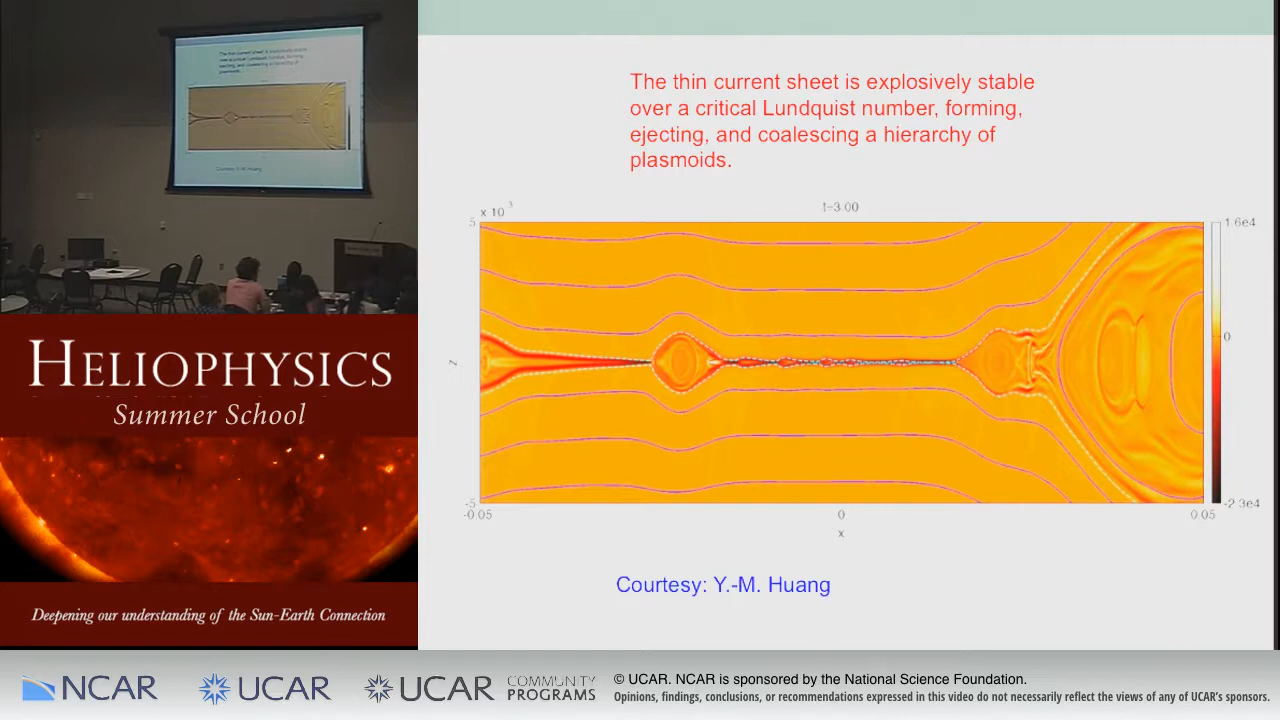 The thin current sheet is explosively stable
over a critical Lundquist number, forming,
ejecting, and coalescing a hierarchy of
plasmoids.
x 10 3
t=3.00
5
z
-5
-0.05
0
0.05
x
1.6e4
0
-2.3e4
Courtesy: Y.-M. Huang
HELIOPHYSICS
Summer School
Deepening our understanding of the Sun-Earth Connection
NCAR
UCAR
UCAR
COMMUNITY
PROGRAMS
© UCAR. NCAR is sponsored by the National Science Foundation.
Opinions, findings, conclusions, or recommendations expressed in this video do not necessarily reflect the views of any of UCAR's sponsors.